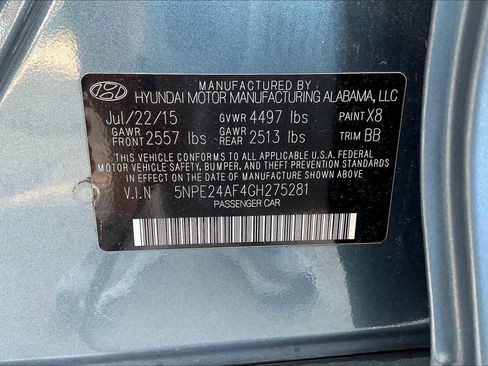 MANUFACTURED BY
HYUNDAI MOTOR MANUFACTURING ALABAMA, LLC
Jul/22/15 GVWR 4497 lbs PAINT X8
GAWR FRONT 2557 lbs GAWR REAR 2513 lbs TRIM BB
THIS VEHICLE CONFORMS TO ALL APPLICABLE U.S.A. FEDERAL
MOTOR VEHICLE SAFETY, BUMPER, AND THEFT PREVENTION
STANDARDS IN EFFECT ON THE DATE OF MANUFACTURE SHOWN ABOVE.
V.I.N 5NPE24AF4GH275281
PASSENGER CAR